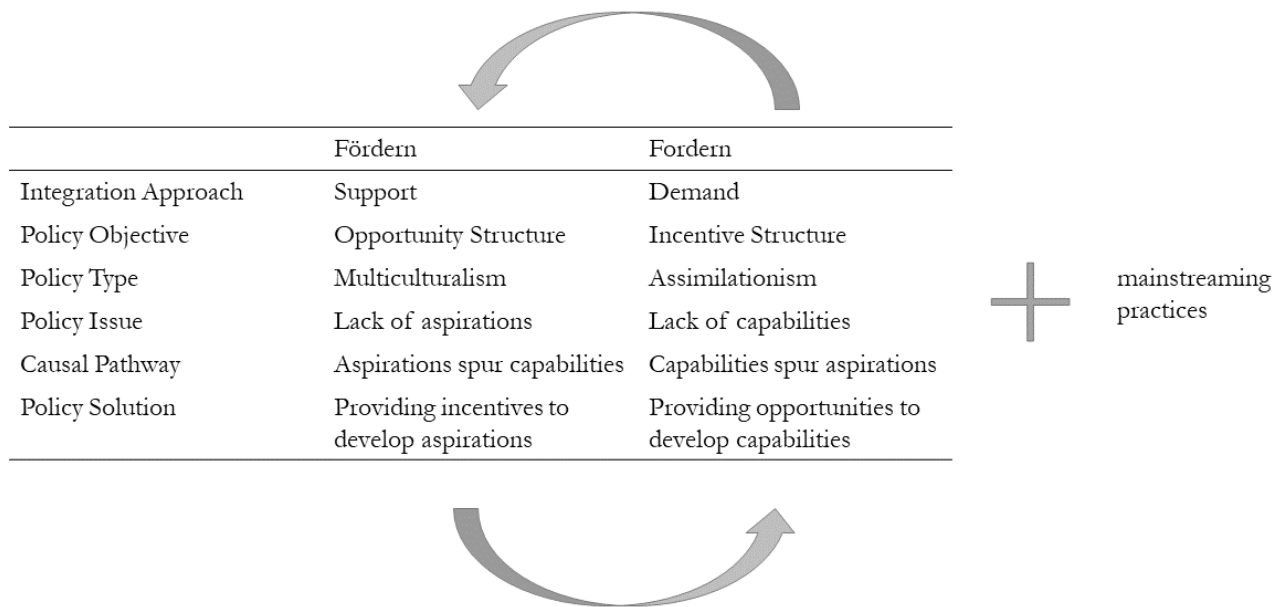 Fördern Fordern
Integration Approach Support Demand
Policy Objective Opportunity Structure Incentive Structure
Policy Type Multiculturalism Assimilationism
Policy Issue Lack of aspirations Lack of capabilities
Causal Pathway Aspirations spur capabilities Capabilities spur aspirations
Policy Solution Providing incentives to Providing opportunities to
develop aspirations develop capabilities
mainstreaming
practices